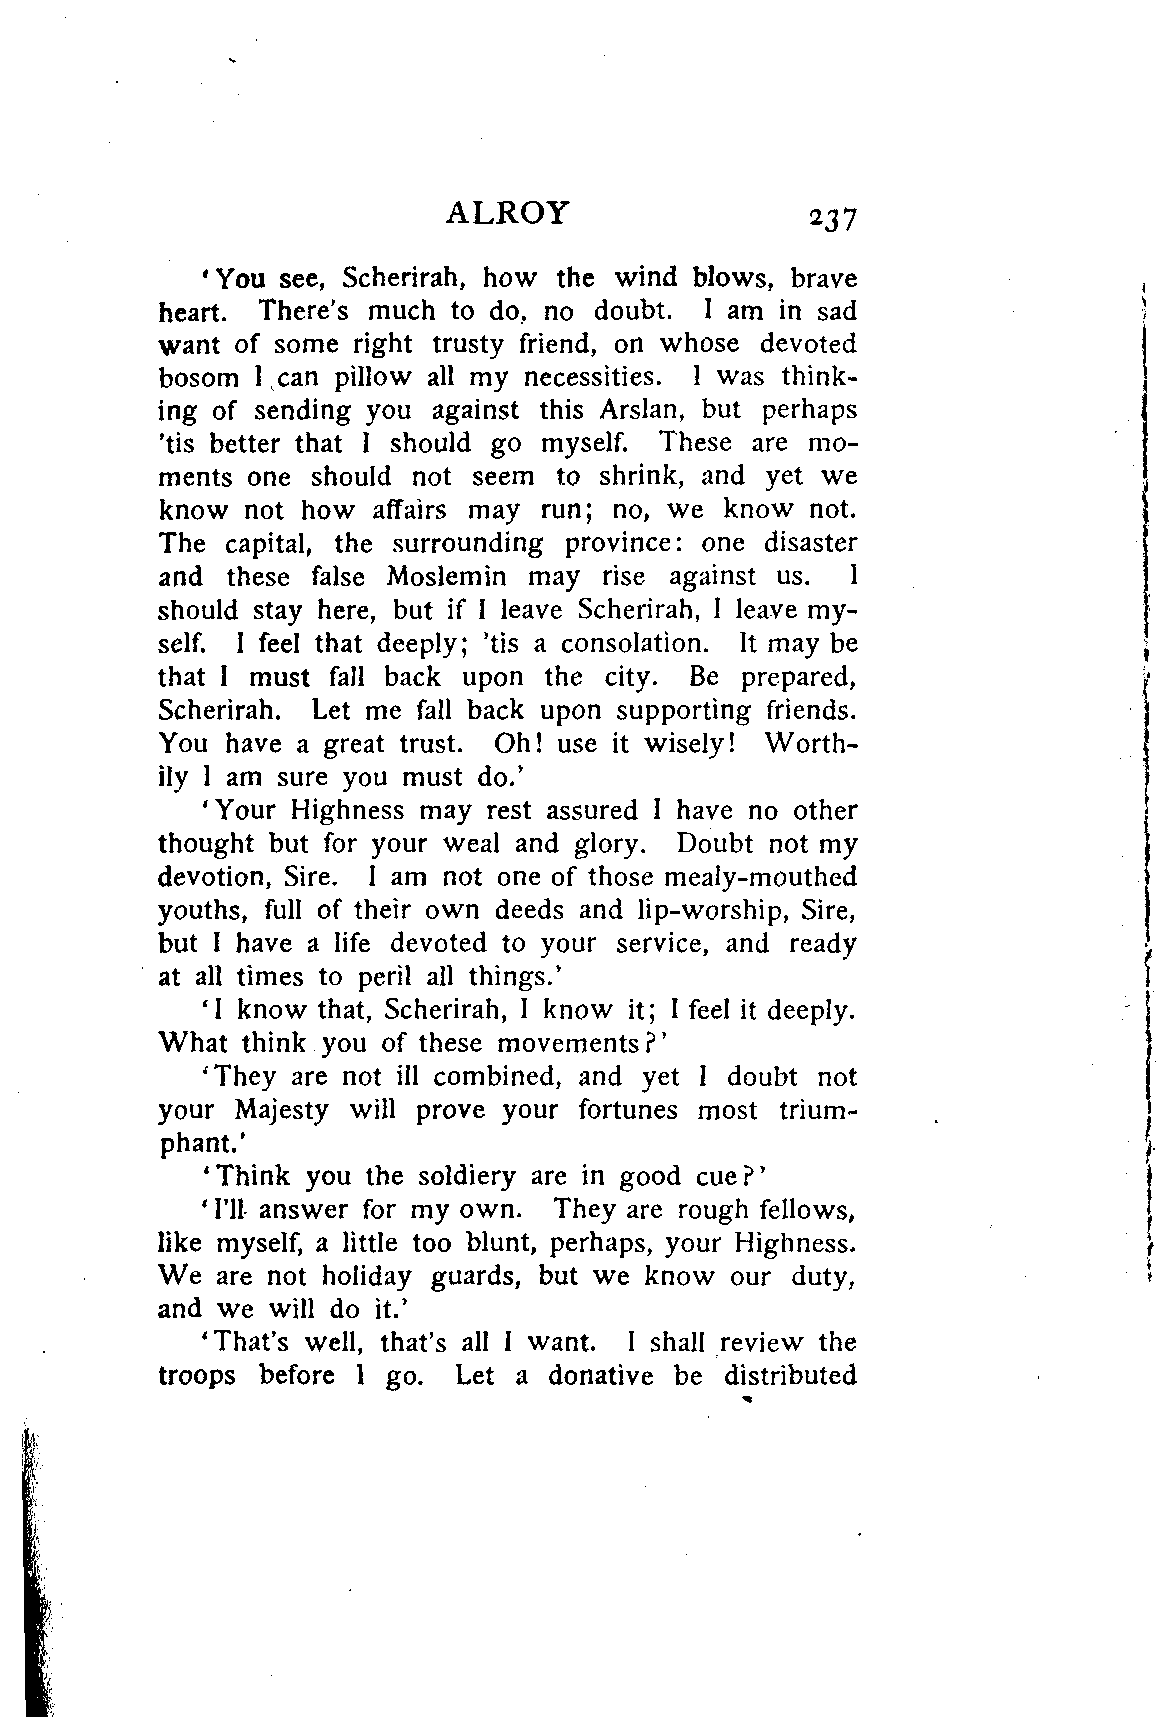 ALROY 237
‘You see, Scherirah, how the wind blows, brave
heart. There's much to do, no doubt. I am in sad
want of some right trusty friend, on whose devoted
bosom I can pillow all my necessities. I was think-
ing of sending you against this Arslan, but perhaps
’tis better that I should go myself. These are mo-
ments one should not seem to shrink, and yet we
know not how affairs may run; no, we know not.
The capital, the surrounding province: one disaster
and these false Moslemin may rise against us. I
should stay here, but if I leave Scherirah, I leave my-
self. I feel that deeply; ’tis a consolation. It may be
that I must fall back upon the city. Be prepared,
Scherirah. Let me fall back upon supporting friends.
You have a great trust. Oh! use it wisely! Worth-
ily I am sure you must do.’
‘Your Highness may rest assured I have no other
thought but for your weal and glory. Doubt not my
devotion, Sire. I am not one of those mealy-mouthed
youths, full of their own deeds and lip-worship, Sire,
but I have a life devoted to your service, and ready
at all times to peril all things.’
‘I know that, Scherirah, I know it; I feel it deeply.
What think you of these movements?’
‘They are not ill combined, and yet I doubt not
your Majesty will prove your fortunes most trium-
phant.’
‘Think you the soldiery are in good cue?’
‘I'll answer for my own. They are rough fellows,
like myself, a little too blunt, perhaps, your Highness.
We are not holiday guards, but we know our duty,
and we will do it.’
‘That's well, that's all I want. I shall review the
troops before I go. Let a donative be distributed